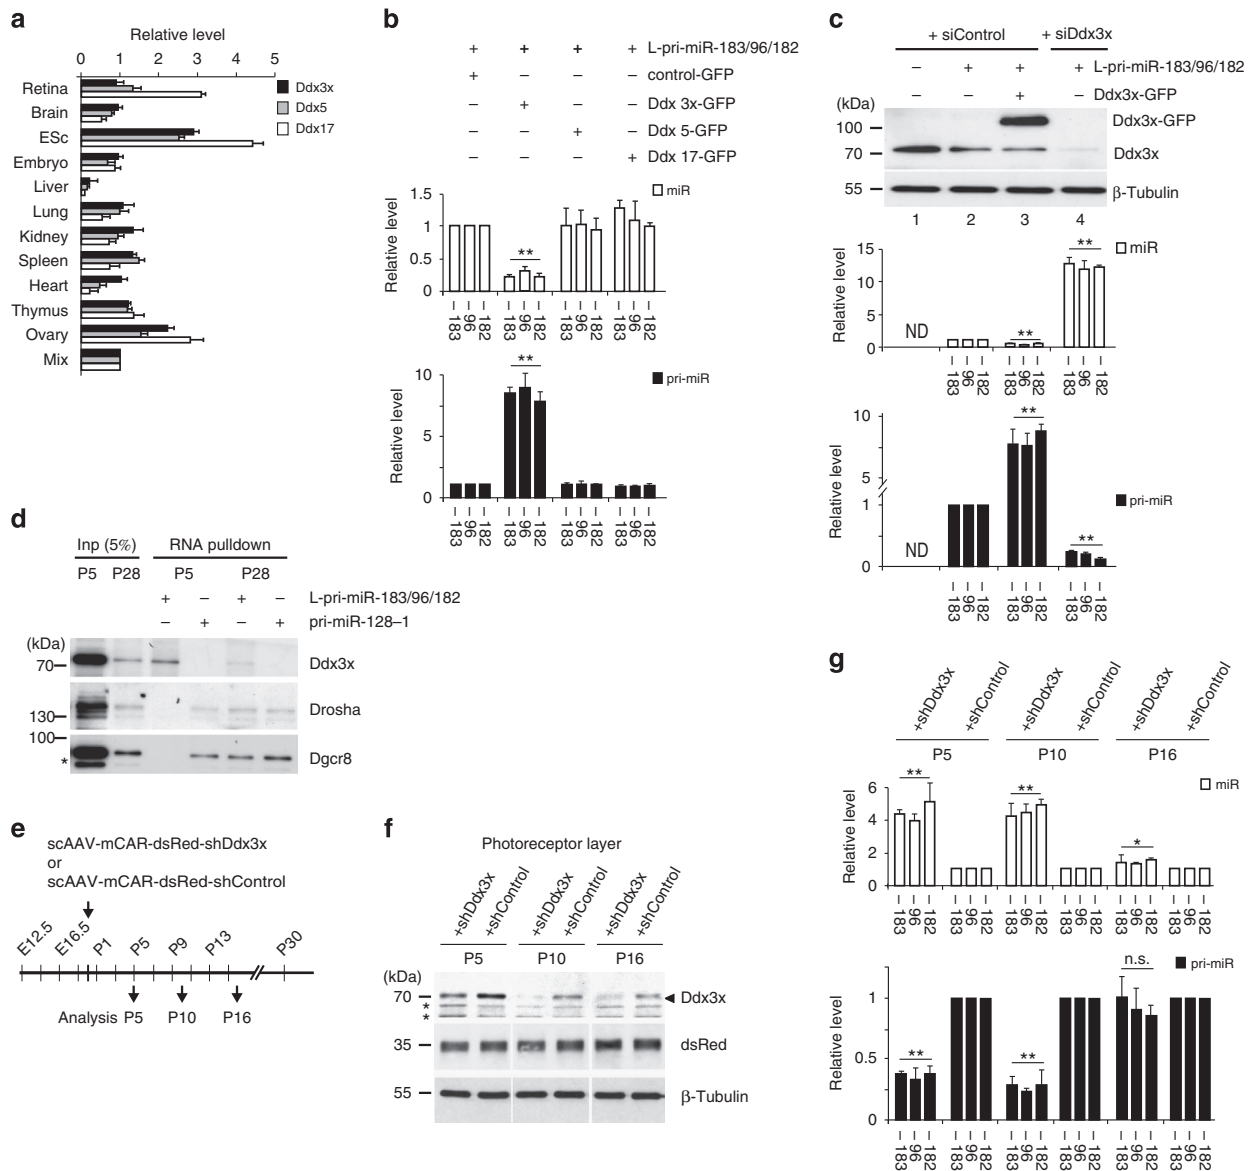 a
Relative level
0 1 2 3 4 5
Retina
Brain
ESc
Embryo
Liver
Lung
Kidney
Spleen
Heart
Thymus
Ovary
Mix
Ddx3x
Ddx5
Ddx17
b
+ + + + L-pri-miR-183/96/182
+ – – – control-GFP
– + – – Ddx 3x-GFP
– – + – Ddx 5-GFP
– – – + Ddx 17-GFP
Relative level
1.5
1
0.5
0
**
miR
–183 –96 –182 –183 –96 –182 –183 –96 –182 –183 –96 –182
Relative level
10
5
0
**
pri-miR
–183 –96 –182 –183 –96 –182 –183 –96 –182 –183 –96 –182
c
+ siControl + siDdx3x
– + + + L-pri-miR-183/96/182
– – + – Ddx3x-GFP
(kDa)
100
70
55
Ddx3x-GFP
Ddx3x
β-Tubulin
1 2 3 4
Relative level
15
10
5
0
ND
**
**
miR
–183 –96 –182 –183 –96 –182 –183 –96 –182
Relative level
10
5
1
0
ND
**
**
pri-miR
–183 –96 –182 –183 –96 –182 –183 –96 –182
d
Inp (5%) RNA pulldown
P5 P28 P5 P28
+ – + – L-pri-miR-183/96/182
– + – + pri-miR-128–1
(kDa)
70
130
100
*
Ddx3x
Drosha
Dgcr8
e
scAAV-mCAR-dsRed-shDdx3x
or
scAAV-mCAR-dsRed-shControl
E12.5 E16.5 P1 P5 P9 P13 P30
Analysis P5 P10 P16
f
Photoreceptor layer
+shDdx3x +shControl +shDdx3x +shControl +shDdx3x +shControl
P5 P10 P16
(kDa)
70
*
*
35
55
Ddx3x
dsRed
β-Tubulin
g
+shDdx3x +shControl +shDdx3x +shControl +shDdx3x +shControl
P5 P10 P16
Relative level
6
4
2
0
**
**
*
miR
–183 –96 –182 –183 –96 –182 –183 –96 –182 –183 –96 –182 –183 –96 –182 –183 –96 –182
Relative level
1
0.5
0
**
**
n.s.
pri-miR
–183 –96 –182 –183 –96 –182 –183 –96 –182 –183 –96 –182 –183 –96 –182 –183 –96 –182